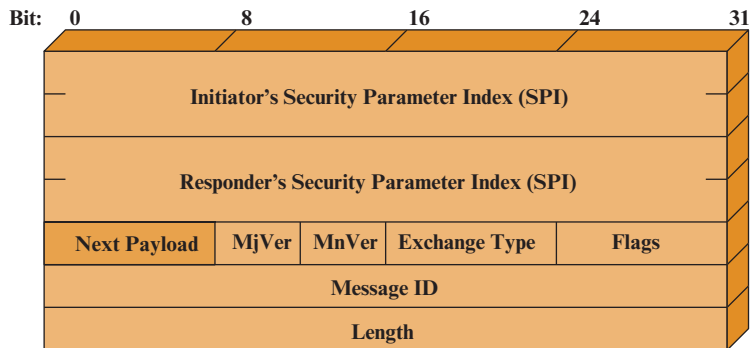 Bit: 0 8 16 24 31
Initiator’s Security Parameter Index (SPI)
Responder’s Security Parameter Index (SPI)
Next Payload MjVer MnVer Exchange Type Flags
Message ID
Length